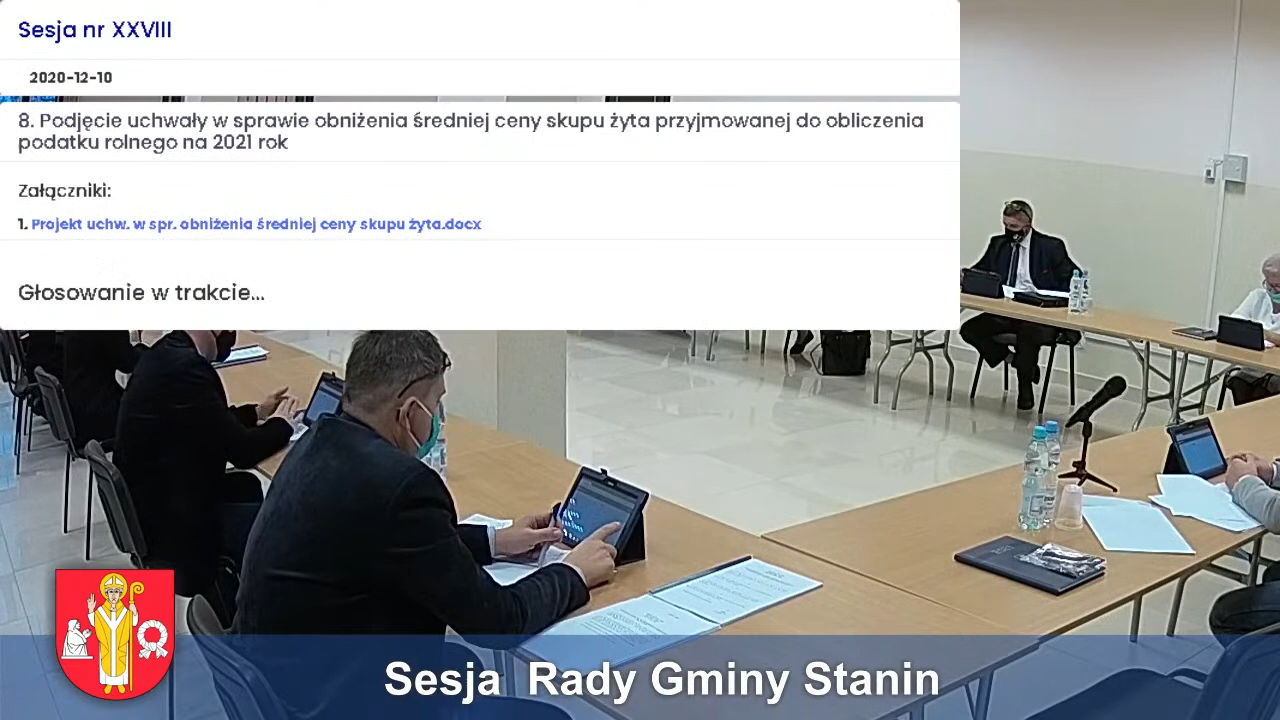 Sesja nr XXVIII
2020-12-10
8. Podjęcie uchwały w sprawie obniżenia średniej ceny skupu żyta przyjmowanej do obliczenia
podatku rolnego na 2021 rok
Załączniki:
1. Projekt uchw. w spr. obniżenia średniej ceny skupu żyta.docx
Głosowanie w trakcie...
Sesja Rady Gminy Stanin